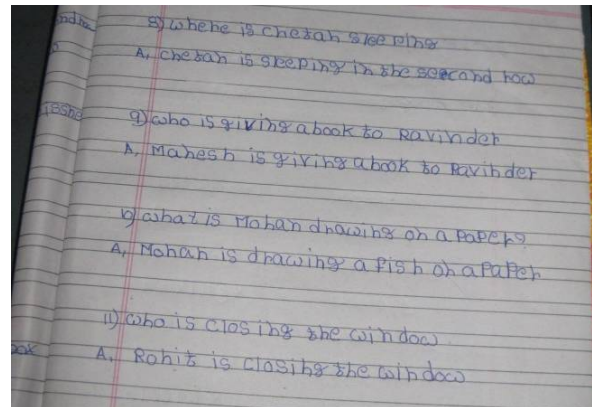 8) where is chetan sleeping
A, chetan is sleeping in the second row
9) who is giving a book to Ravinder
A, Mahesh is giving a book to Ravinder
10) what is Mohan drawing on a paper?
A, Mohan is drawing a fish on a paper
11) who is closing the window
A, Rohit is closing the window